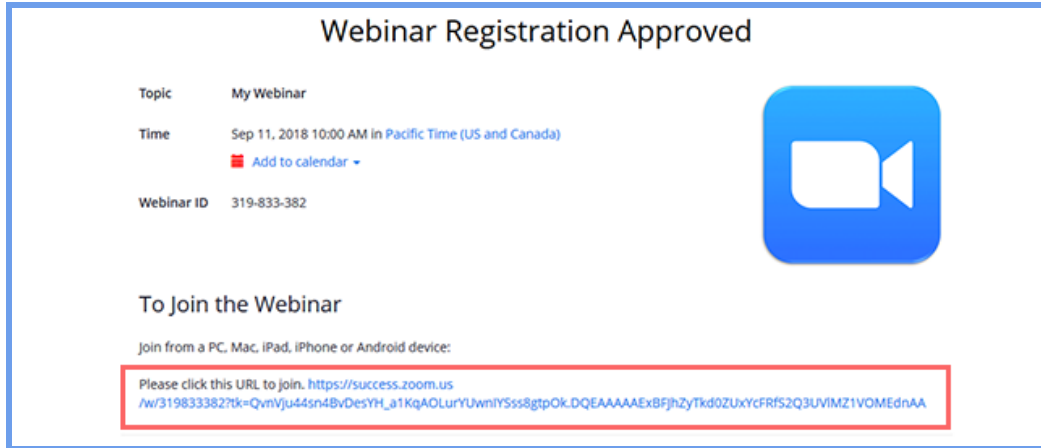 Webinar Registration Approved
Topic My Webinar
Time Sep 11, 2018 10:00 AM in Pacific Time (US and Canada)
Add to calendar
Webinar ID 319-833-382
To Join the Webinar
Join from a PC, Mac, iPad, iPhone or Android device:
Please click this URL to join. https://success.zoom.us
/w/319833382?tk=QvnVju44sn4BvDesYH_a1KqAOLurYUwnIYSss8gtpOk.DQEAAAAAExBFJhZyTkd0ZUxYcFRfS2Q3UVlMZ1VOMEdnAA